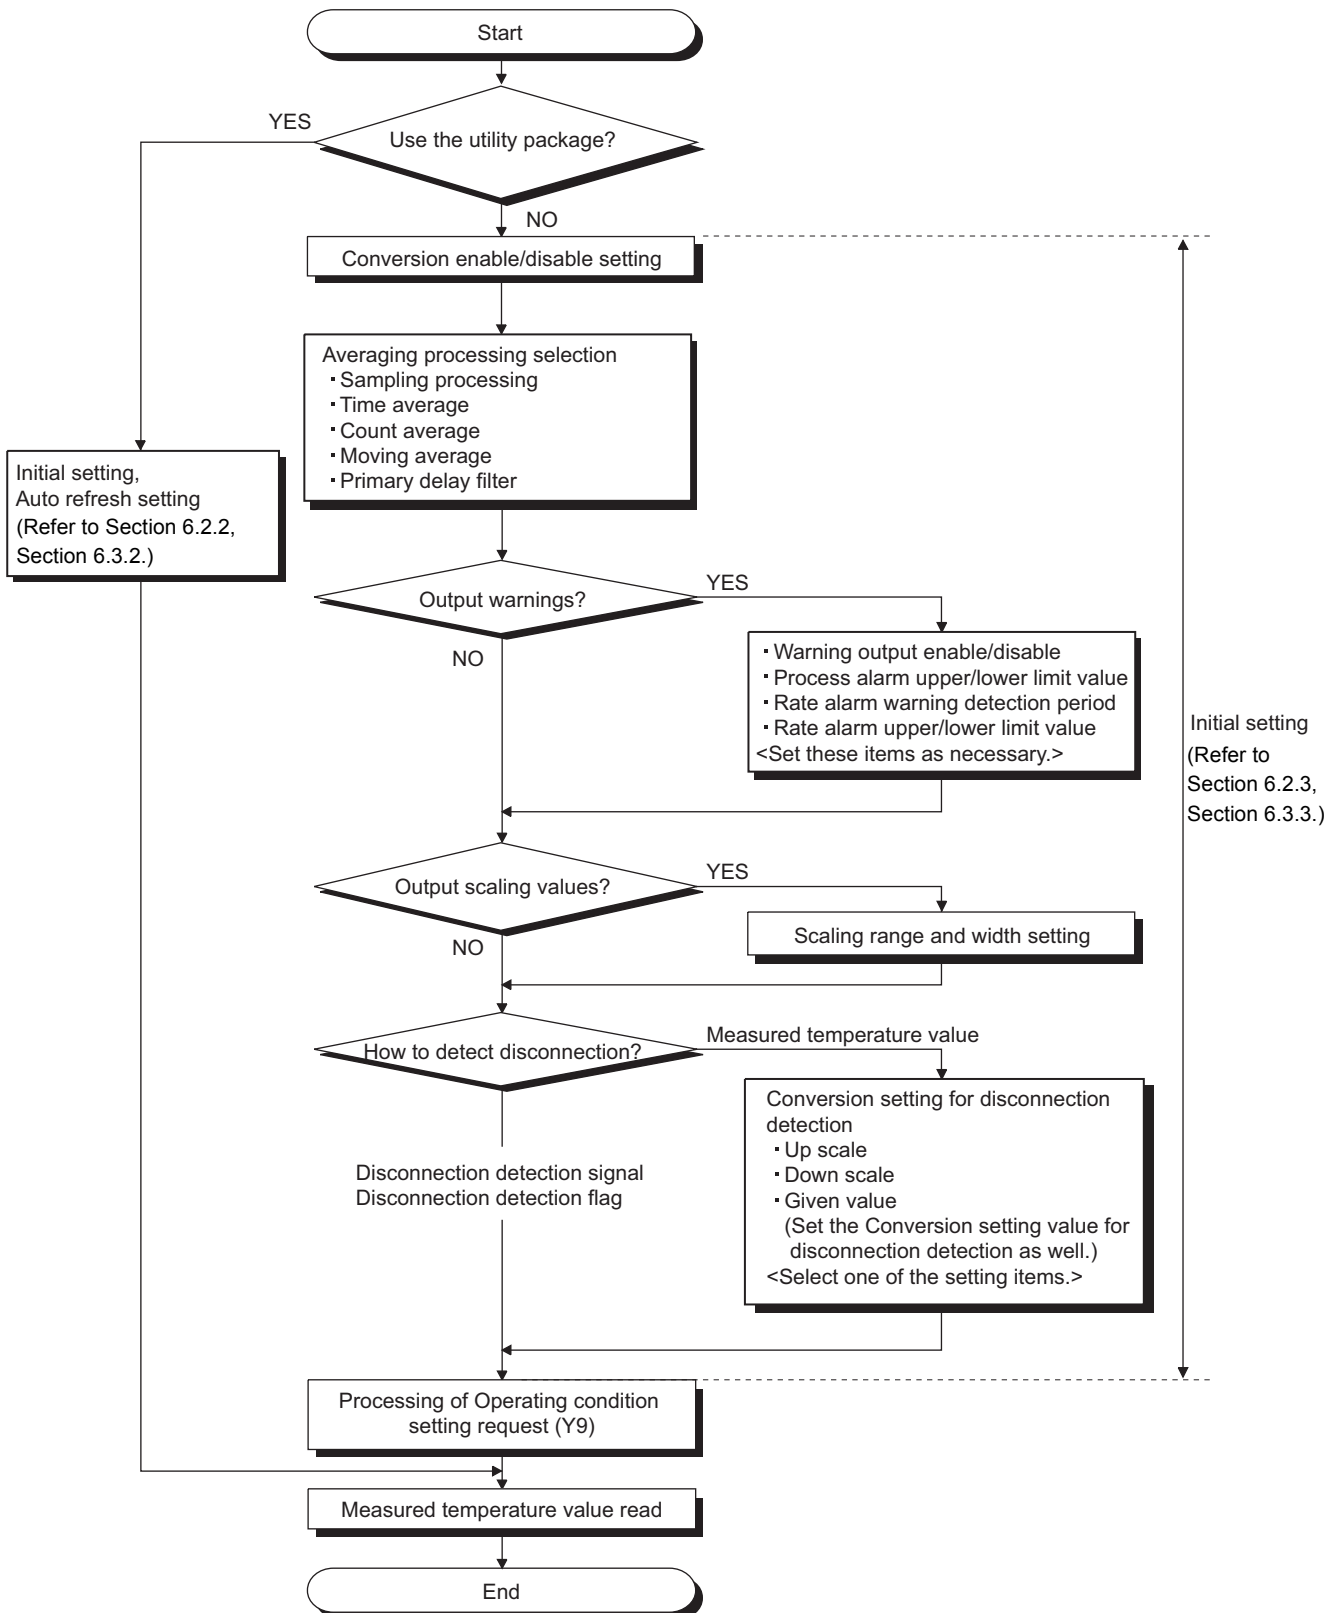 Start
YES
Use the utility package?
NO
Conversion enable/disable setting
Averaging processing selection
・Sampling processing
・Time average
・Count average
・Moving average
・Primary delay filter
Initial setting,
Auto refresh setting
(Refer to Section 6.2.2,
Section 6.3.2.)
Output warnings?
YES
NO
・Warning output enable/disable
・Process alarm upper/lower limit value
・Rate alarm warning detection period
・Rate alarm upper/lower limit value
<Set these items as necessary.>
Initial setting
(Refer to
Section 6.2.3,
Section 6.3.3.)
Output scaling values?
YES
NO
Scaling range and width setting
How to detect disconnection?
Measured temperature value
Conversion setting for disconnection
detection
・Up scale
・Down scale
・Given value
(Set the Conversion setting value for
disconnection detection as well.)
<Select one of the setting items.>
Disconnection detection signal
Disconnection detection flag
Processing of Operating condition
setting request (Y9)
Measured temperature value read
End